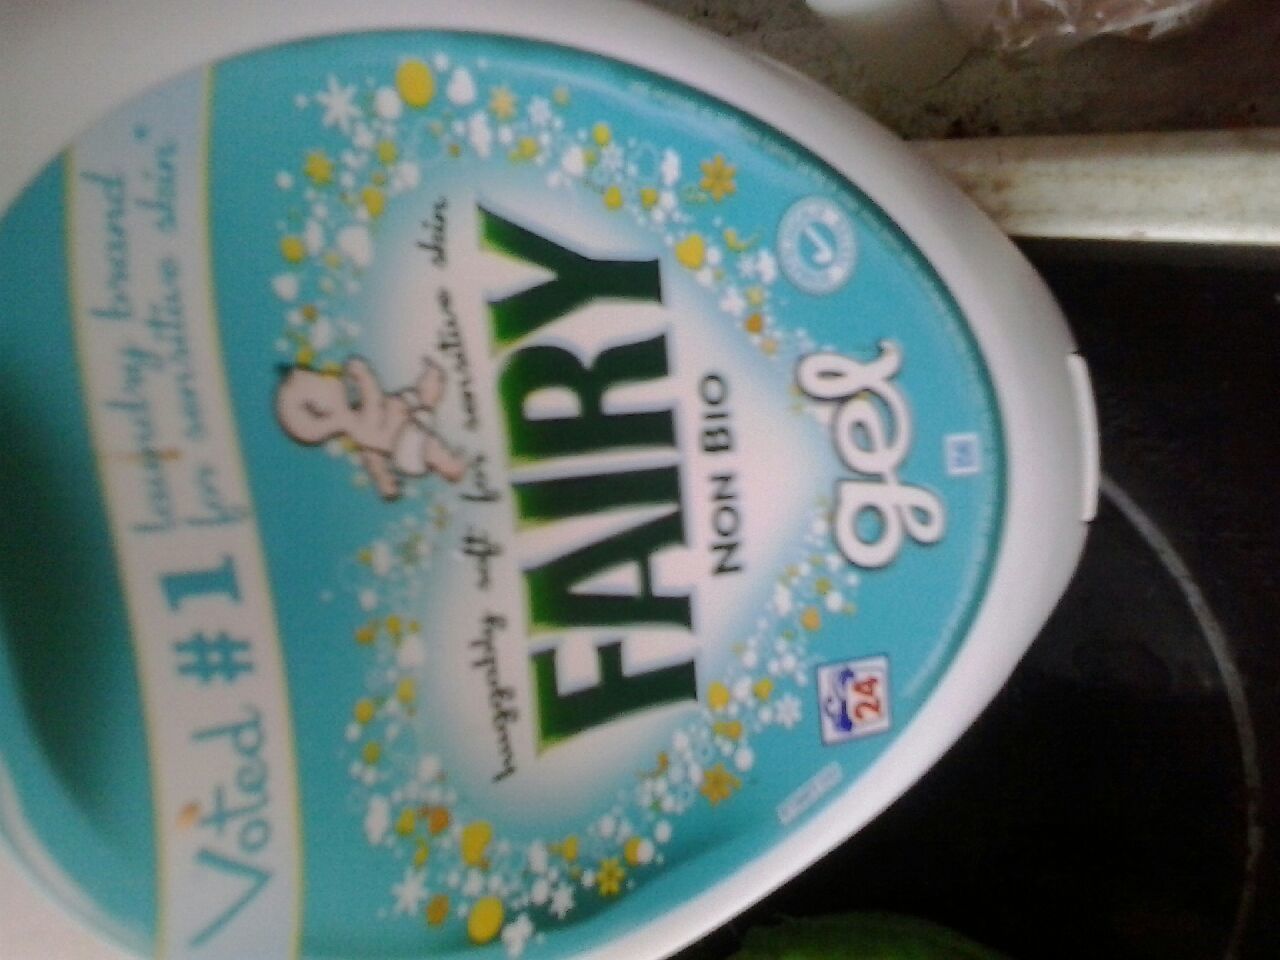 Voted #1 laundry brand
for sensitive skin*
huggably soft for sensitive skin
FAIRY
NON BIO
gel
24